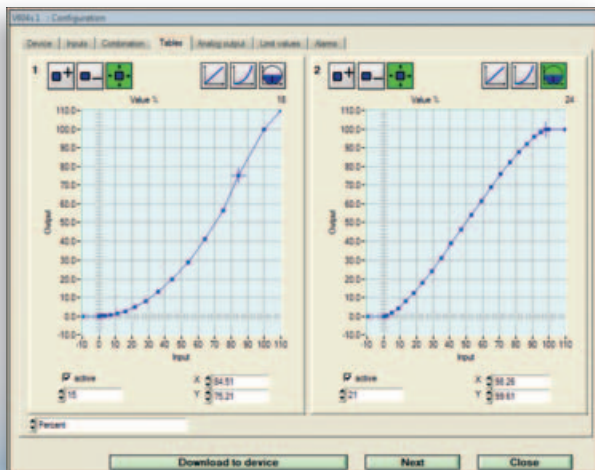 : Configuration
Device Inputs Combination Tables Analog output Limit values Alarms
1
2
Value % 18
Value % 24
110.0
100.0
90.0
80.0
70.0
60.0
50.0
40.0
30.0
20.0
10.0
0.0
-10.0
Output
-10 0 10 20 30 40 50 60 70 80 90 100 110
Input
110.0
100.0
90.0
80.0
70.0
60.0
50.0
40.0
30.0
20.0
10.0
0.0
-10.0
Output
-10 0 10 20 30 40 50 60 70 80 90 100 110
Input
active
15
X 84.51
Y 75.21
active
21
X 98.26
Y 99.61
Percent
Download to device Next Close